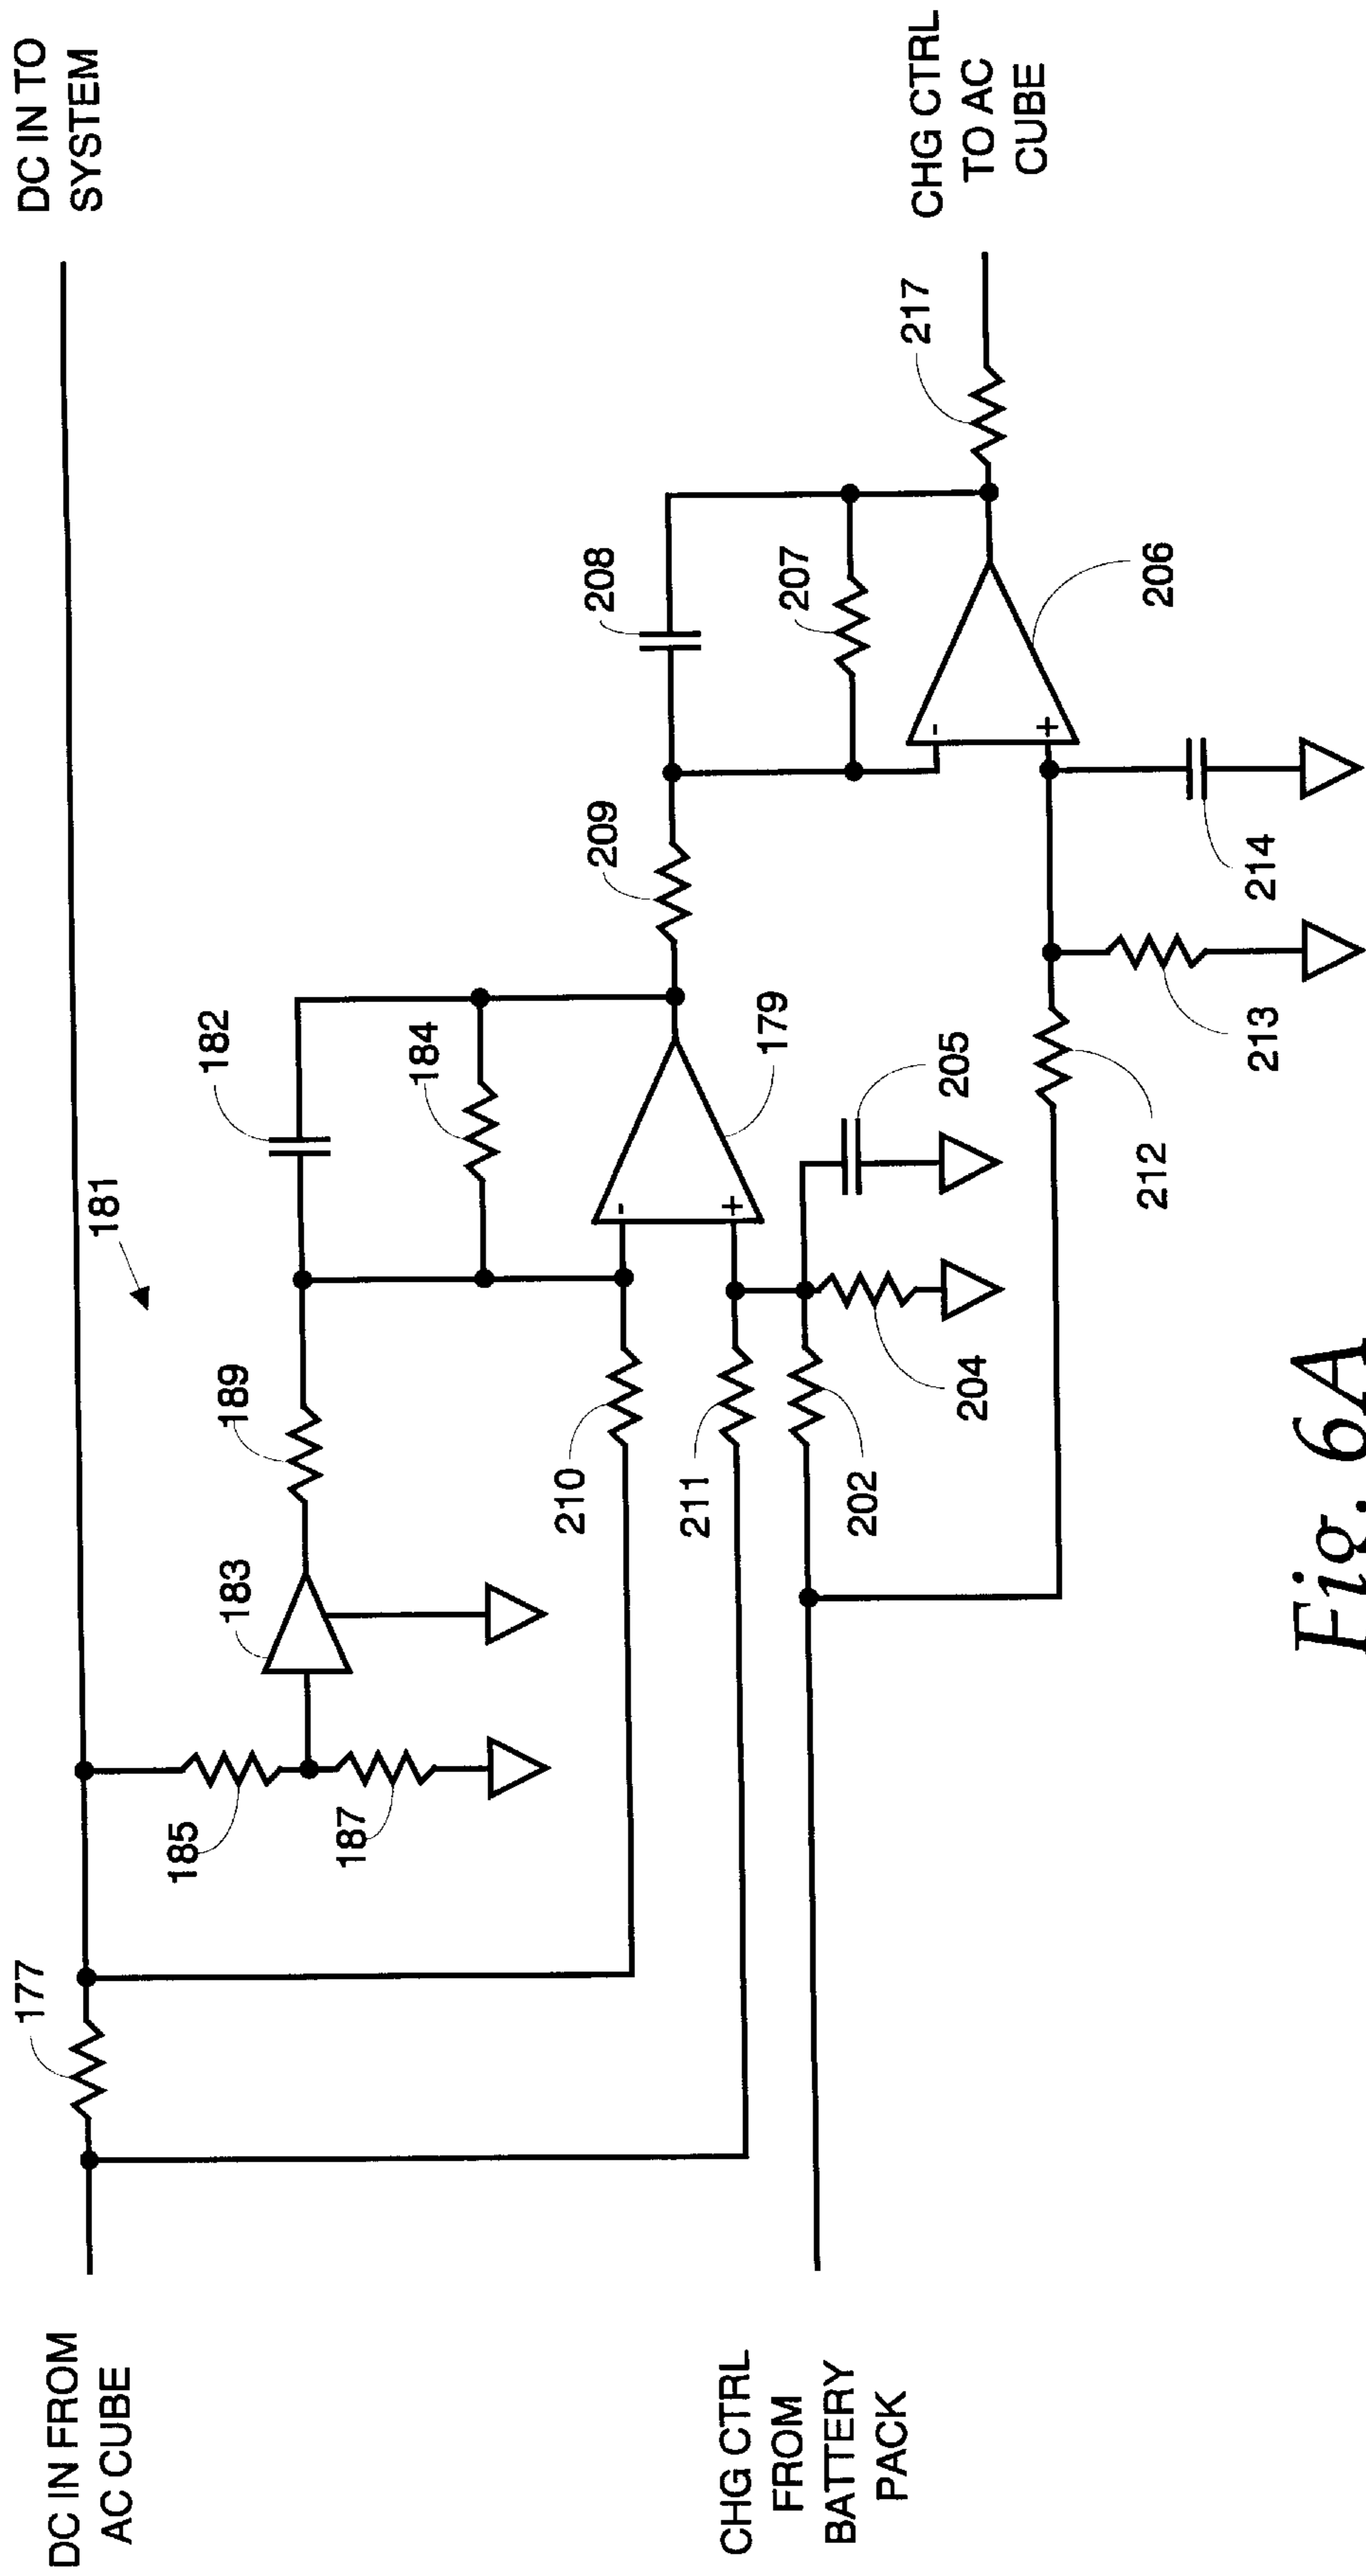 DC IN FROM
AC CUBE
177
185
187
183
189
181
182
184
DC IN TO
SYSTEM
210
211
202
204
205
-
+
179
209
208
207
-
+
206
217
CHG CTRL
TO AC
CUBE
CHG CTRL
FROM
BATTERY
PACK
212
213
214
Fig. 6A